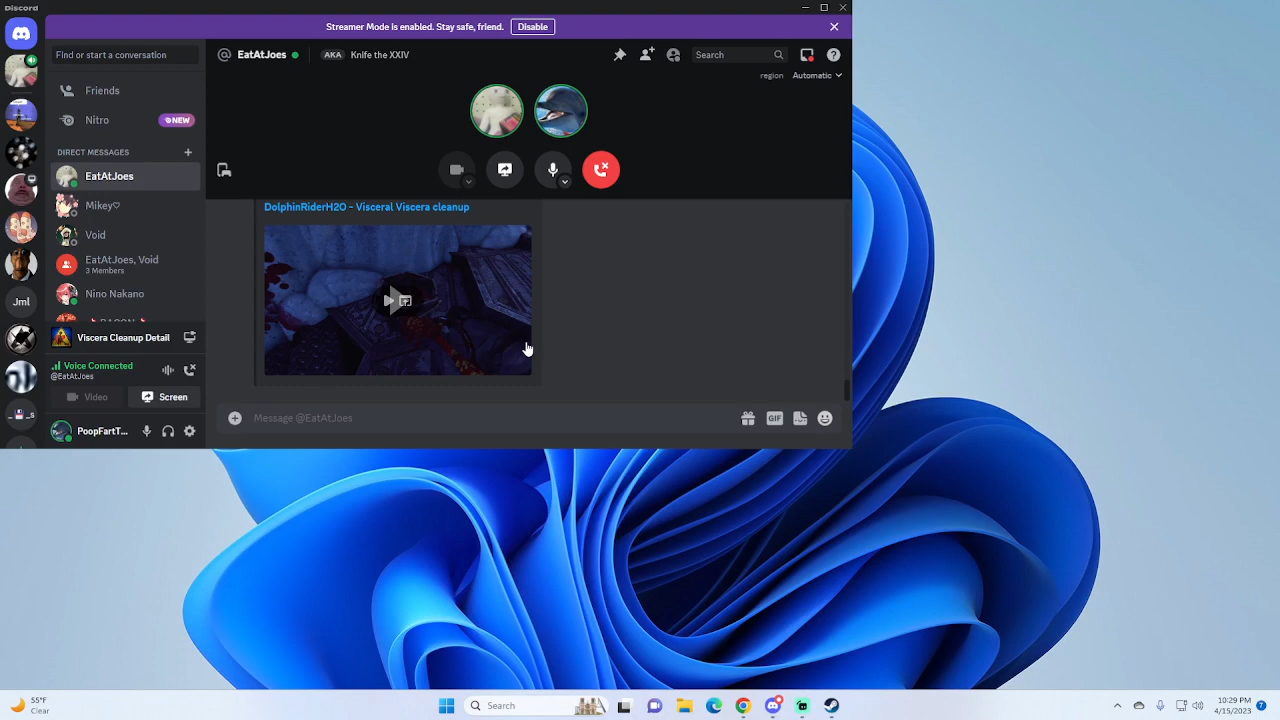 Discord
Streamer Mode is enabled. Stay safe, friend.
Disable
Find or start a conversation
EatAtJoes
AKA
Knife the XXIV
Search
region
Automatic
Friends
Nitro
NEW
DIRECT MESSAGES
EatAtJoes
Mikey♡
Void
EatAtJoes, Void
3 Members
Nino Nakano
Jml
Viscera Cleanup Detail
Voice Connected
@EatAtJoes
Video
Screen
PoopFartT...
DolphinRiderH2O - Visceral Viscera cleanup
Message @EatAtJoes
GIF
55°F
Clear
Search
10:29 PM
4/15/2023